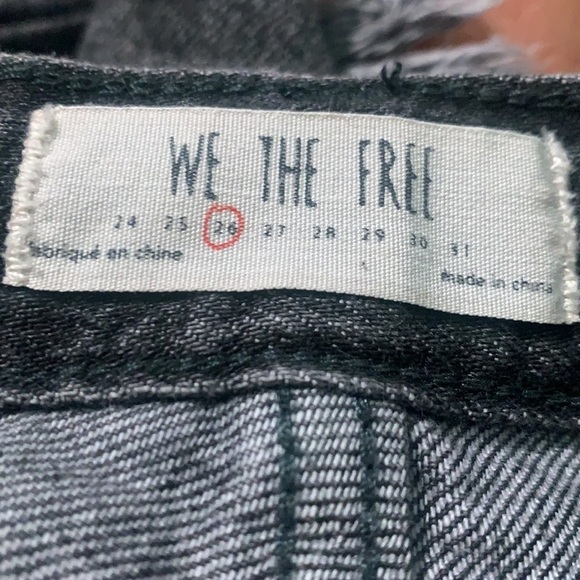 WE THE FREE
24 25 26 27 28 29 30 31
fabriqué en chine
made in china